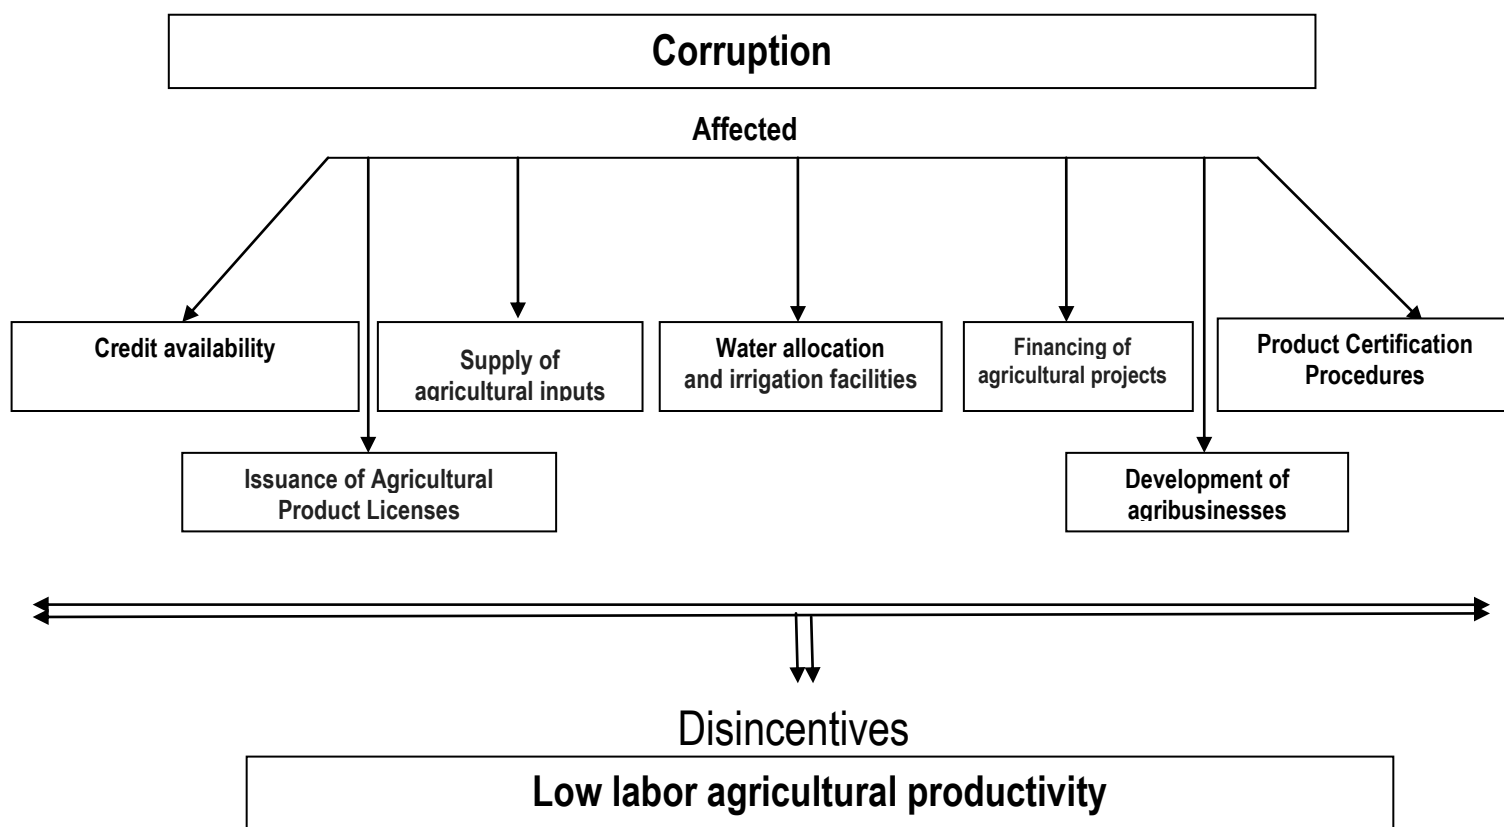 Corruption
Affected
Credit availability
Supply of
agricultural inputs
Water allocation
and irrigation facilities
Financing of
agricultural projects
Product Certification
Procedures
Issuance of Agricultural
Product Licenses
Development of
agribusinesses
Disincentives
Low labor agricultural productivity